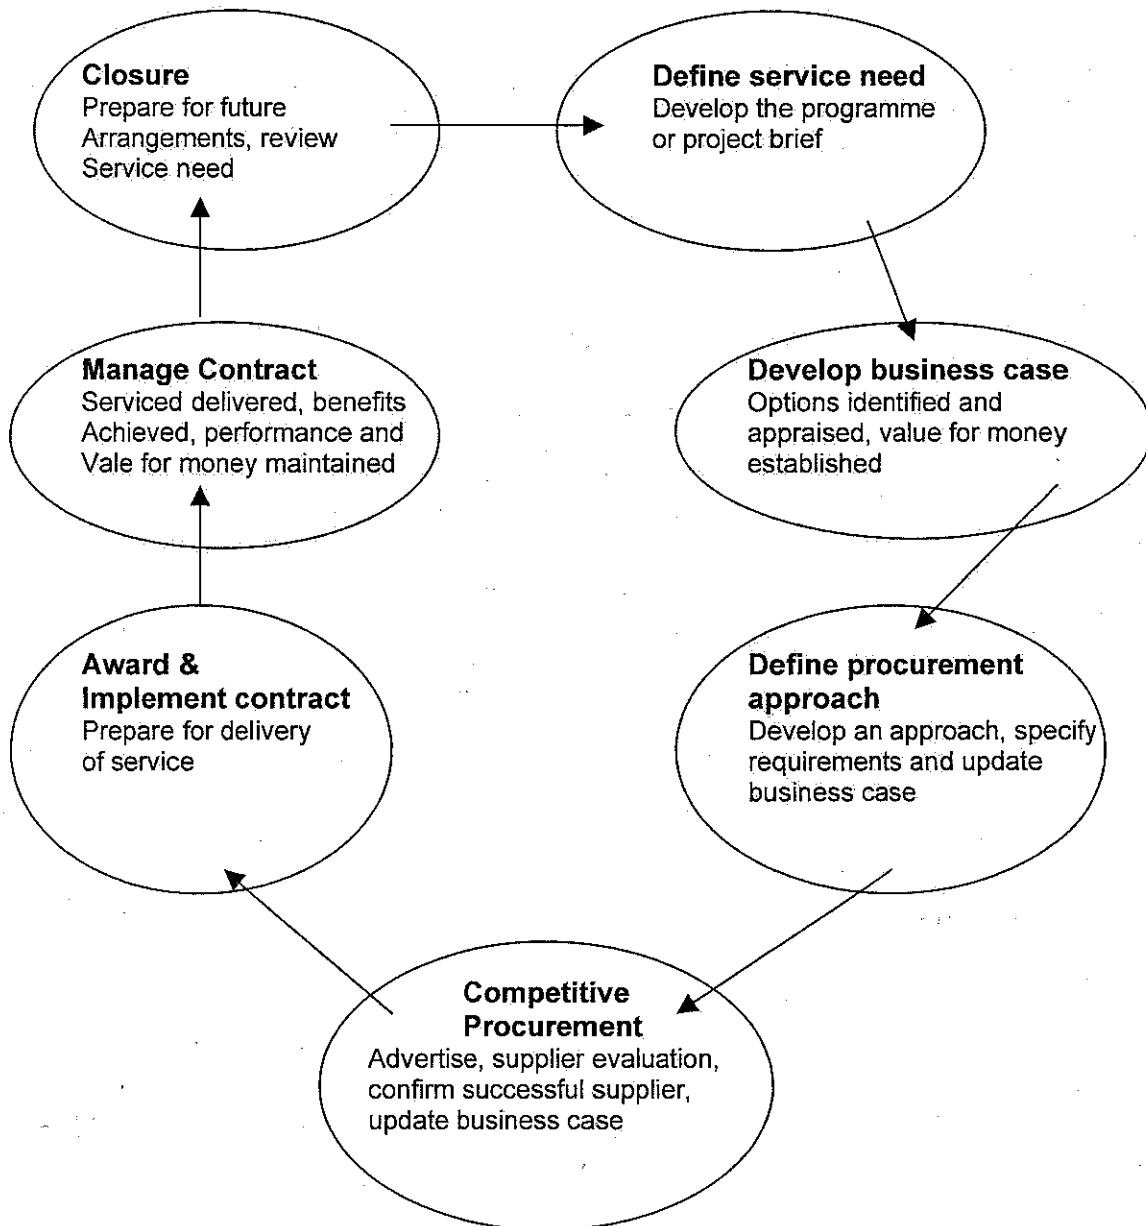 Closure
Prepare for future
Arrangements, review
Service need
Define service need
Develop the programme
or project brief
Develop business case
Options identified and
appraised, value for money
established
Define procurement
approach
Develop an approach, specify
requirements and update
business case
Competitive
Procurement
Advertise, supplier evaluation,
confirm successful supplier,
update business case
Award &
Implement contract
Prepare for delivery
of service
Manage Contract
Serviced delivered, benefits
Achieved, performance and
Vale for money maintained